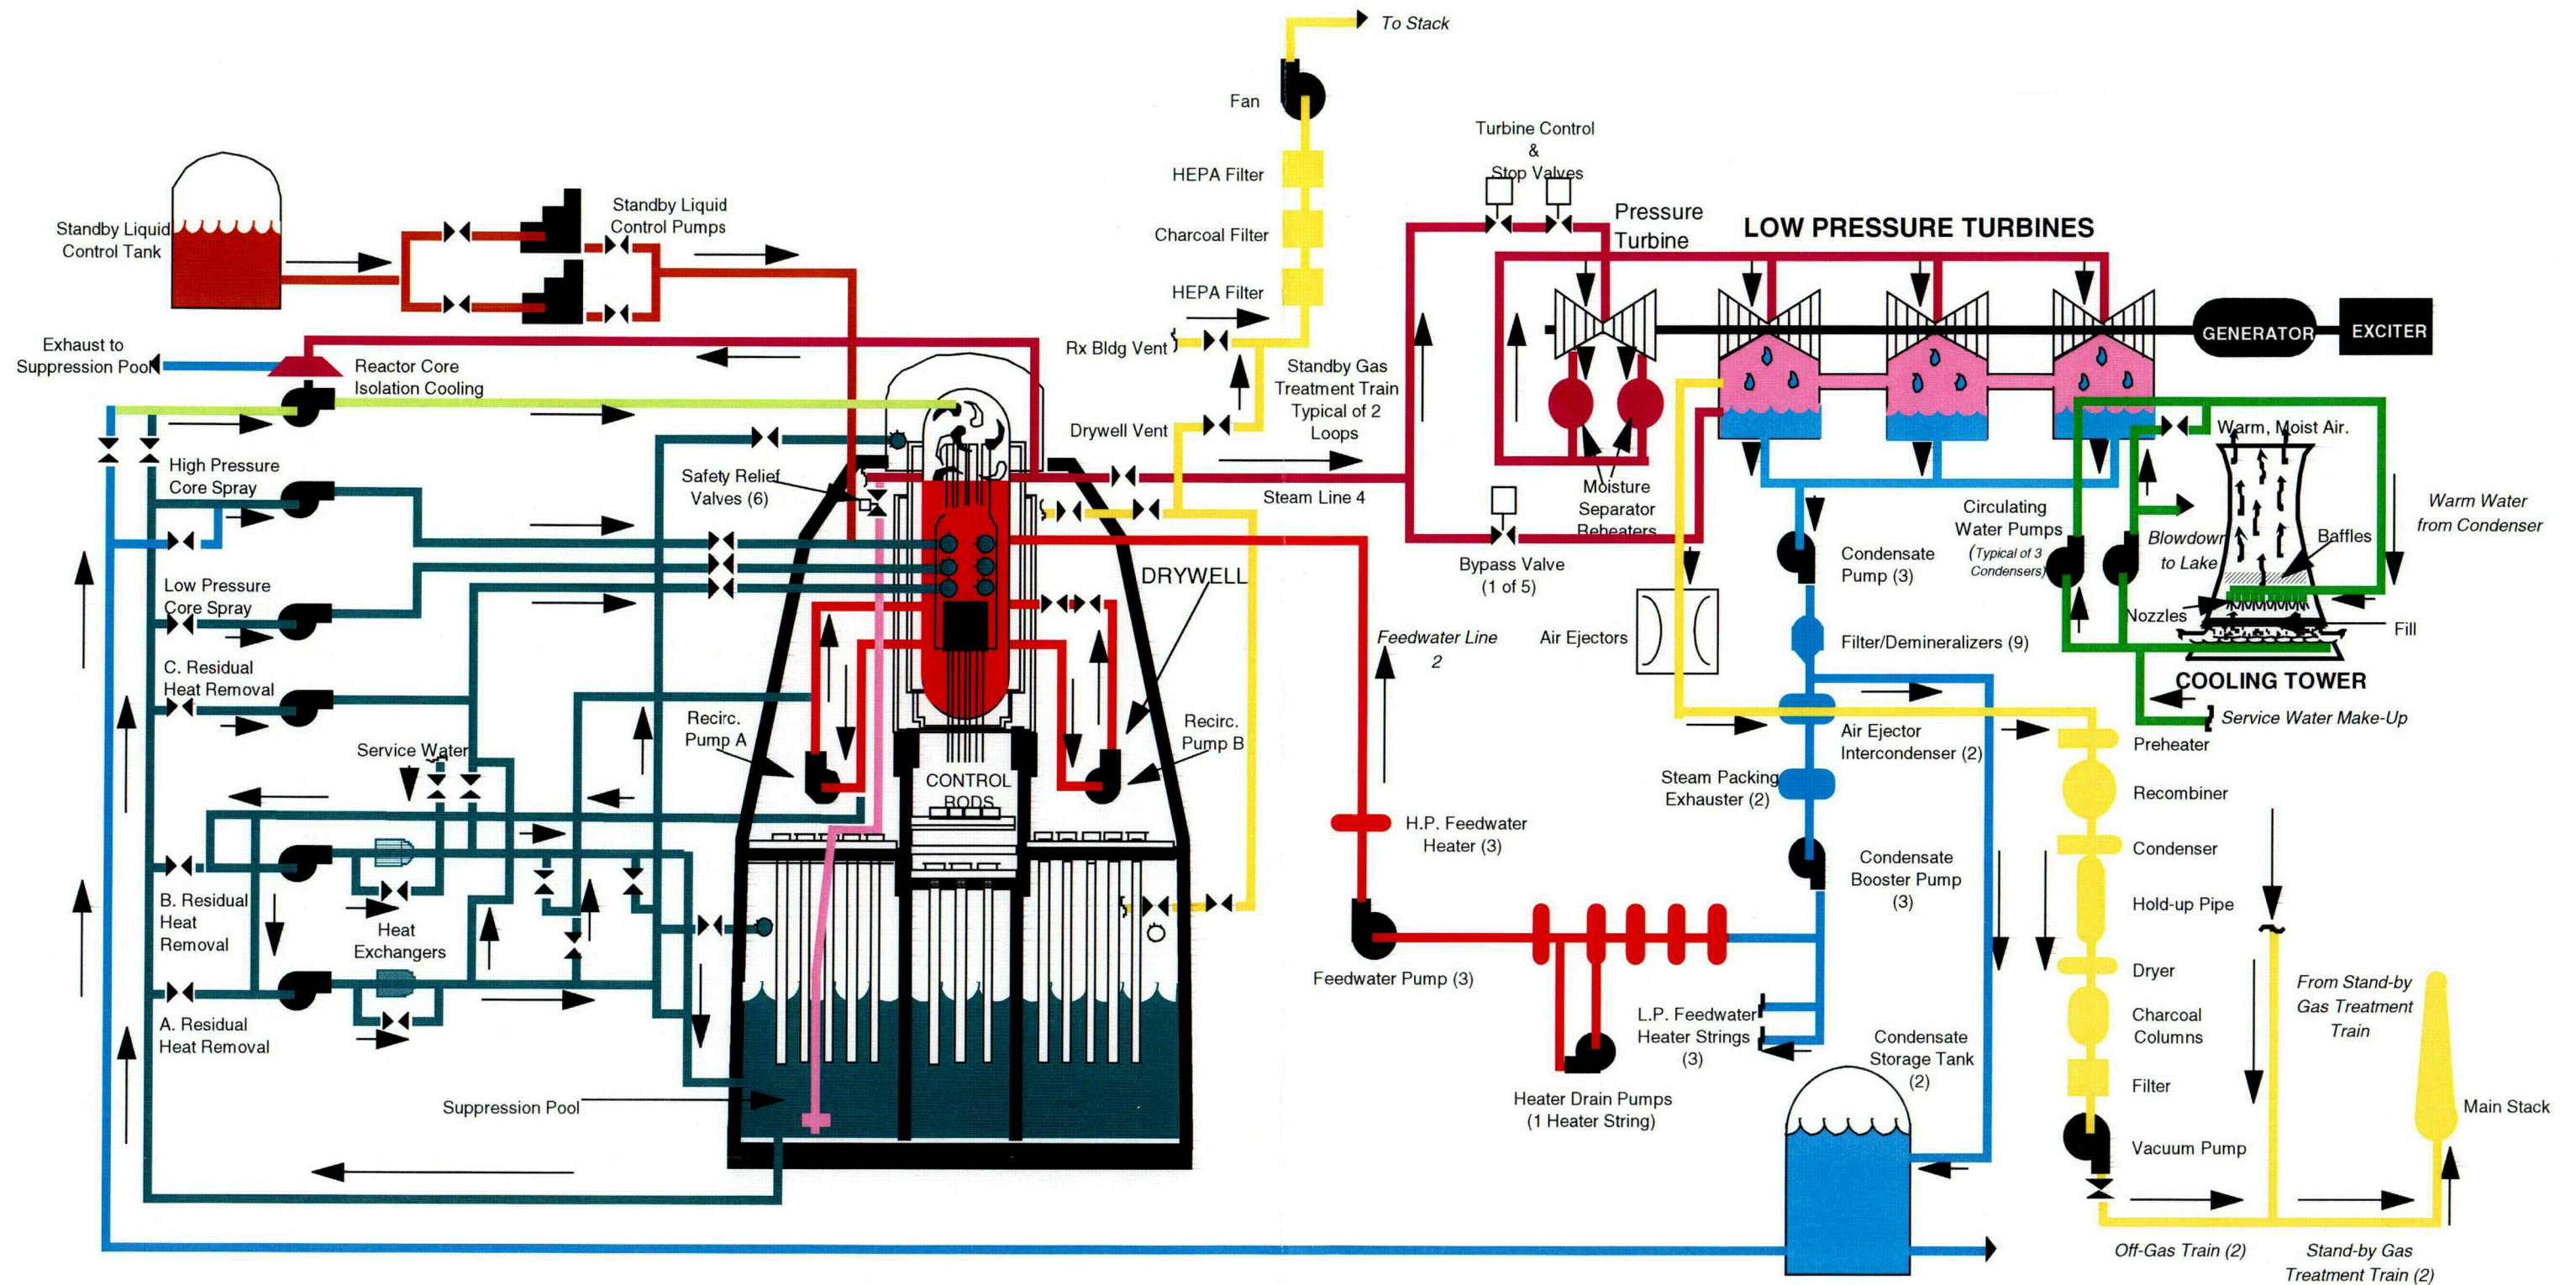 To Stack
Fan
HEPA Filter
Charcoal Filter
HEPA Filter
Rx Bldg Vent
Drywell Vent
Standby Gas
Treatment Train
Typical of 2
Loops
Standby Liquid
Control Tank
Standby Liquid
Control Pumps
Exhaust to
Suppression Pool
Reactor Core
Isolation Cooling
High Pressure
Core Spray
Low Pressure
Core Spray
C. Residual
Heat Removal
Service Water
B. Residual
Heat
Removal
Heat
Exchangers
A. Residual
Heat Removal
Suppression Pool
Safety Relief
Valves (6)
Recirc.
Pump A
CONTROL
RODS
Recirc.
Pump B
DRYWELL
Steam Line 4
Turbine Control
&
Stop Valves
Pressure
Turbine
LOW PRESSURE TURBINES
GENERATOR
EXCITER
Moisture
Separator
Reheaters
Bypass Valve
(1 of 5)
Air Ejectors
Feedwater Line
2
H.P. Feedwater
Heater (3)
Feedwater Pump (3)
L.P. Feedwater
Heater Strings
(3)
Heater Drain Pumps
(1 Heater String)
Condensate
Pump (3)
Filter/Demineralizers (9)
Air Ejector
Intercondenser (2)
Steam Packing
Exhauster (2)
Condensate
Booster Pump
(3)
Condensate
Storage Tank
(2)
Circulating
Water Pumps
(Typical of 3
Condensers)
Blowdown
to Lake
Warm, Moist Air.
Warm Water
from Condenser
Baffles
Nozzles
Fill
COOLING TOWER
Service Water Make-Up
Preheater
Recombiner
Condenser
Hold-up Pipe
Dryer
Charcoal
Columns
Filter
Vacuum Pump
From Stand-by
Gas Treatment
Train
Main Stack
Off-Gas Train (2)
Stand-by Gas
Treatment Train (2)